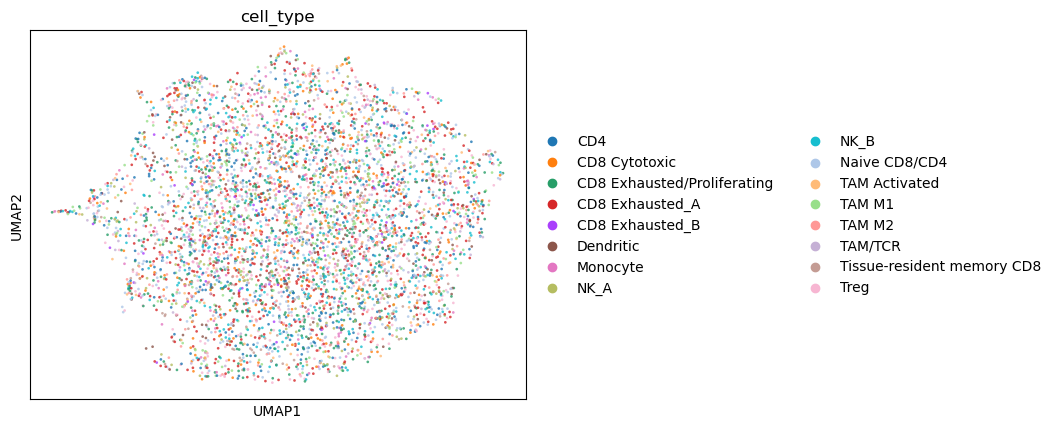 cell_type
UMAP2
UMAP1
CD4
CD8 Cytotoxic
CD8 Exhausted/Proliferating
CD8 Exhausted_A
CD8 Exhausted_B
Dendritic
Monocyte
NK_A
NK_B
Naive CD8/CD4
TAM Activated
TAM M1
TAM M2
TAM/TCR
Tissue-resident memory CD8
Treg